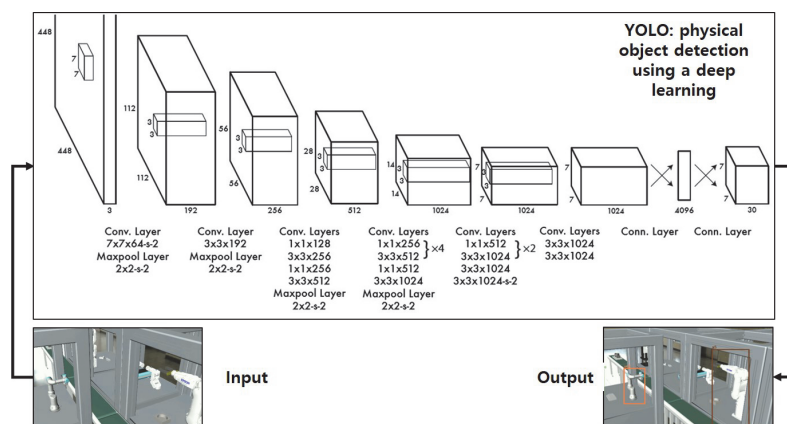 YOLO: physical
object detection
using a deep
learning
448
448
7
7
3
112
112
3
3
192
56
56
3
3
256
28
28
3
3
512
14
14
3
3
1024
7
7
3
3
1024
7
7
1024
4096
7
7
30
Conv. Layer
7x7x64-s-2
Maxpool Layer
2x2-s-2
Conv. Layer
3x3x192
Maxpool Layer
2x2-s-2
Conv. Layers
1x1x128
3x3x256
1x1x256
3x3x512
Maxpool Layer
2x2-s-2
Conv. Layers
1x1x256
3x3x512
×4
1x1x512
3x3x1024
Maxpool Layer
2x2-s-2
Conv. Layers
1x1x512
3x3x1024
×2
3x3x1024
3x3x1024-s-2
Conv. Layers
3x3x1024
3x3x1024
Conn. Layer
Conn. Layer
Input
Output